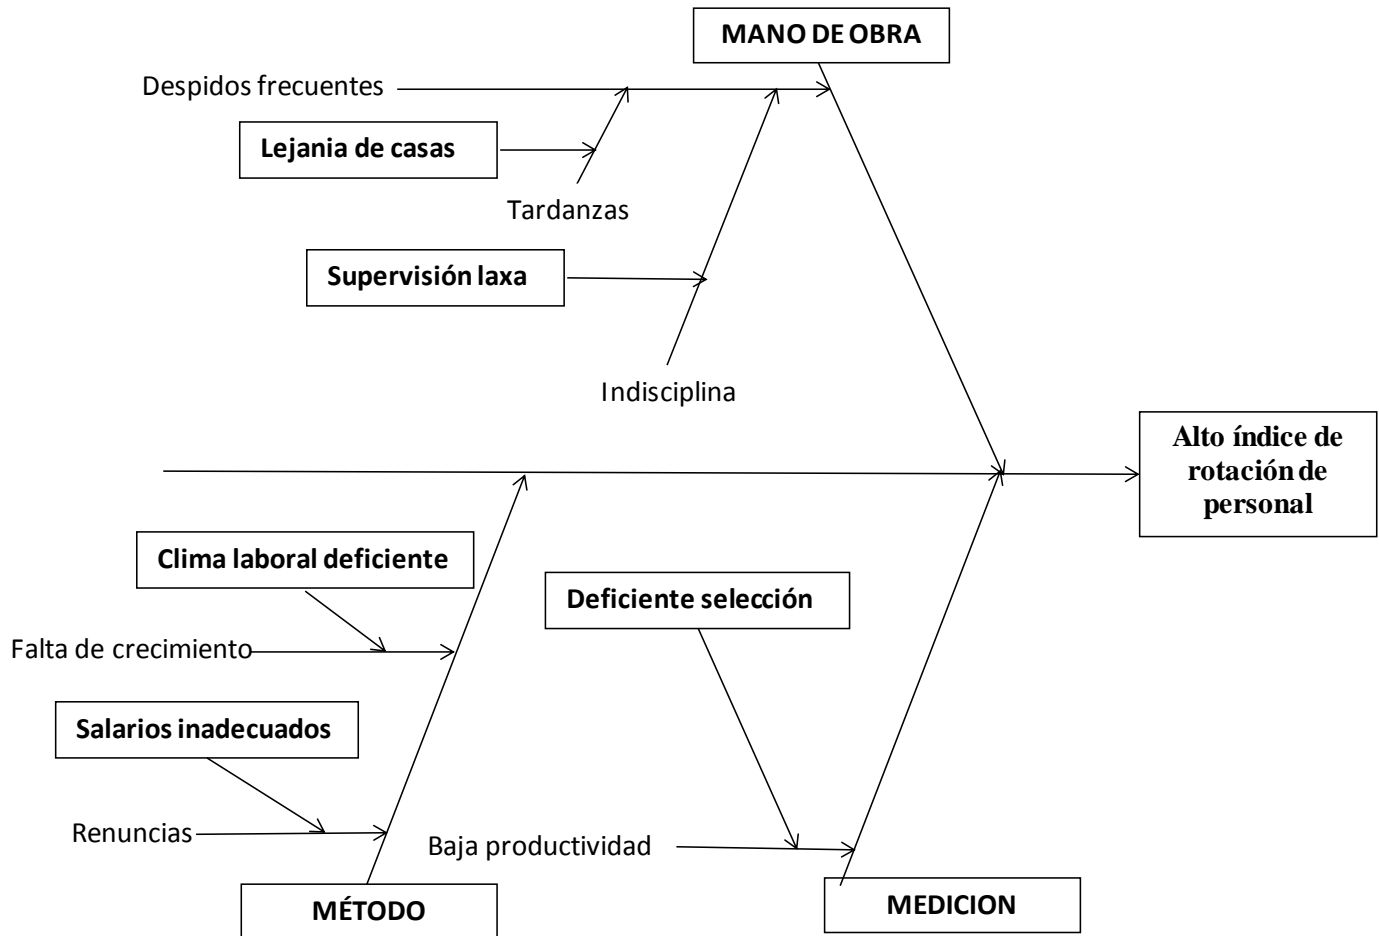 MANO DE OBRA
Despidos frecuentes
Lejania de casas
Tardanzas
Supervisión laxa
Indisciplina
Alto índice de
rotación de
personal
Clima laboral deficiente
Deficiente selección
Falta de crecimiento
Salarios inadecuados
Renuncias
Baja productividad
MÉTODO
MEDICION